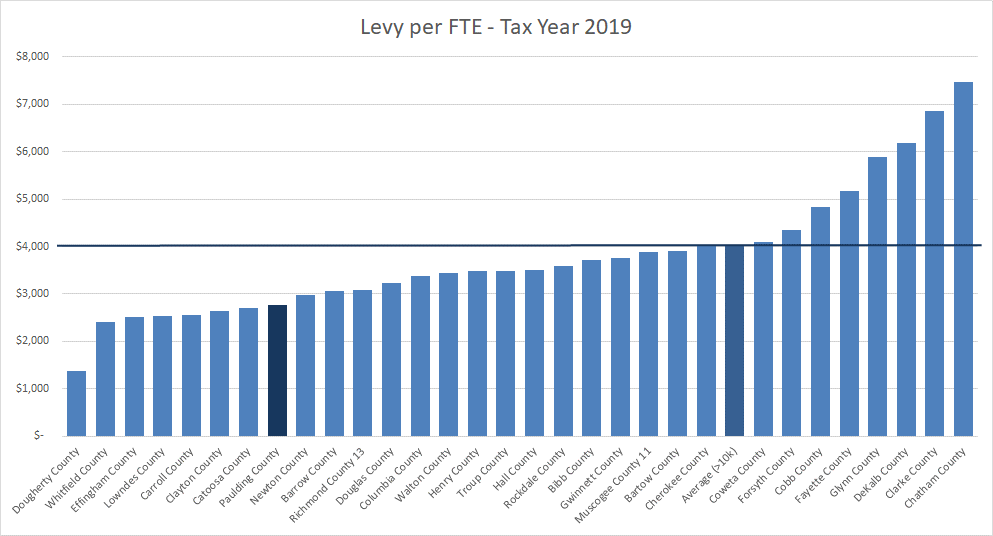 Levy per FTE - Tax Year 2019
$8,000
$7,000
$6,000
$5,000
$4,000
$3,000
$2,000
$1,000
$-
Dougherty County
Whitfield County
Effingham County
Lowndes County
Carroll County
Clayton County
Catoosa County
Paulding County
Newton County
Barrow County
Richmond County 13
Douglas County
Columbia County
Walton County
Henry County
Troup County
Hall County
Rockdale County
Bibb County
Gwinnett County
Muscogee County 11
Bartow County
Cherokee County
Average (>10k)
Coweta County
Forsyth County
Cobb County
Fayette County
Glynn County
DeKalb County
Clarke County
Chatham County